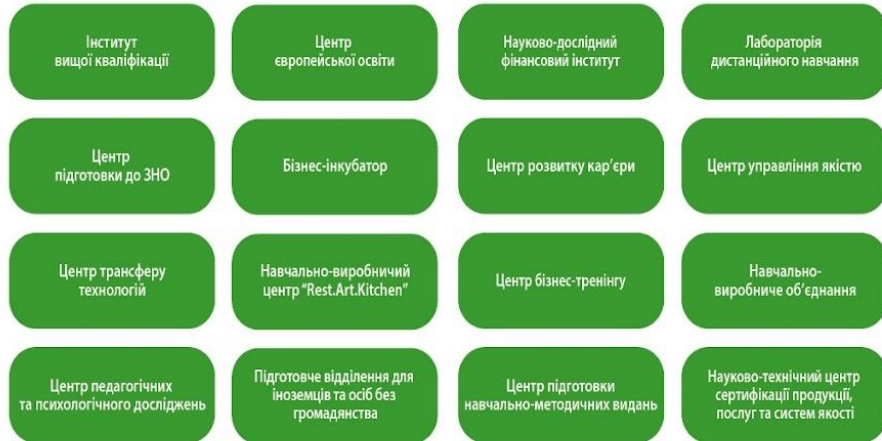 Інститут
вищої кваліфікації
Центр
європейської освіти
Науково-дослідний
фінансовий інститут
Лабораторія
дистанційного навчання
Центр
підготовки до ЗНО
Бізнес-інкубатор
Центр розвитку кар’єри
Центр управління якістю
Центр трансферу
технологій
Навчально-виробничий
центр “Rest.Art.Kitchen”
Центр бізнес-тренінгу
Навчально-
виробниче об’єднання
Центр педагогічних
та психологічного досліджень
Підготовче відділення для
іноземців та осіб без
громадянства
Центр підготовки
навчально-методичних видань
Науково-технічний центр
сертифікації продукції,
послуг та систем якості